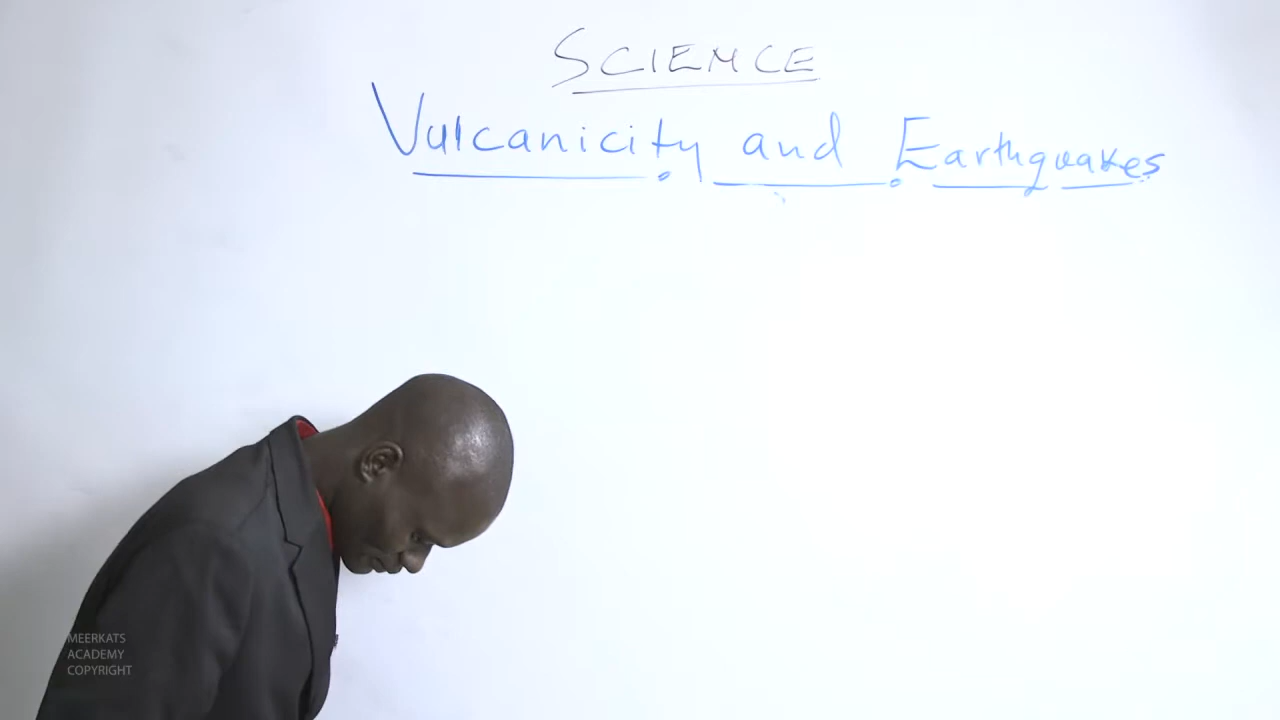 SCIENCE
Vulcanicity and Earthquakes
MEERKATS
ACADEMY
COPYRIGHT